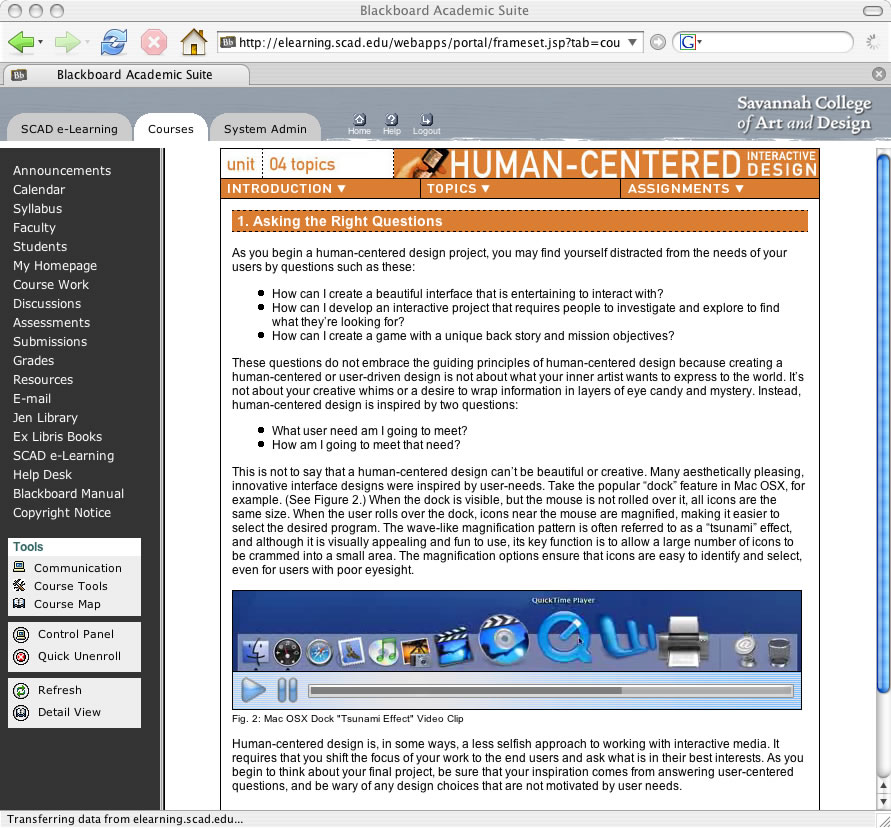 Blackboard Academic Suite
http://elearning.scad.edu/webapps/portal/frameset.jsp?tab=cou
G
Bb Blackboard Academic Suite
Savannah College
of Art and Design
SCAD e-Learning
Courses
System Admin
Home
Help
Logout
Announcements
Calendar
Syllabus
Faculty
Students
My Homepage
Course Work
Discussions
Assessments
Submissions
Grades
Resources
E-mail
Jen Library
Ex Libris Books
SCAD e-Learning
Help Desk
Blackboard Manual
Copyright Notice
Tools
Communication
Course Tools
Course Map
Control Panel
Quick Unenroll
Refresh
Detail View
unit 04 topics
HUMAN-CENTERED INTERACTIVE DESIGN
INTRODUCTION ▼
TOPICS ▼
ASSIGNMENTS ▼
1. Asking the Right Questions
As you begin a human-centered design project, you may find yourself distracted from the needs of your
users by questions such as these:
• How can I create a beautiful interface that is entertaining to interact with?
• How can I develop an interactive project that requires people to investigate and explore to find
what they're looking for?
• How can I create a game with a unique back story and mission objectives?
These questions do not embrace the guiding principles of human-centered design because creating a
human-centered or user-driven design is not about what your inner artist wants to express to the world. It's
not about your creative whims or a desire to wrap information in layers of eye candy and mystery. Instead,
human-centered design is inspired by two questions:
• What user need am I going to meet?
• How am I going to meet that need?
This is not to say that a human-centered design can't be beautiful or creative. Many aesthetically pleasing,
innovative interface designs were inspired by user-needs. Take the popular "dock" feature in Mac OSX, for
example. (See Figure 2.) When the dock is visible, but the mouse is not rolled over it, all icons are the
same size. When the user rolls over the dock, icons near the mouse are magnified, making it easier to
select the desired program. The wave-like magnification pattern is often referred to as a "tsunami" effect,
and although it is visually appealing and fun to use, its key function is to allow a large number of icons to
be crammed into a small area. The magnification options ensure that icons are easy to identify and select,
even for users with poor eyesight.
QuickTime Player
Fig. 2: Mac OSX Dock "Tsunami Effect" Video Clip
Human-centered design is, in some ways, a less selfish approach to working with interactive media. It
requires that you shift the focus of your work to the end users and ask what is in their best interests. As you
begin to think about your final project, be sure that your inspiration comes from answering user-centered
questions, and be wary of any design choices that are not motivated by user needs.
Transferring data from elearning.scad.edu...